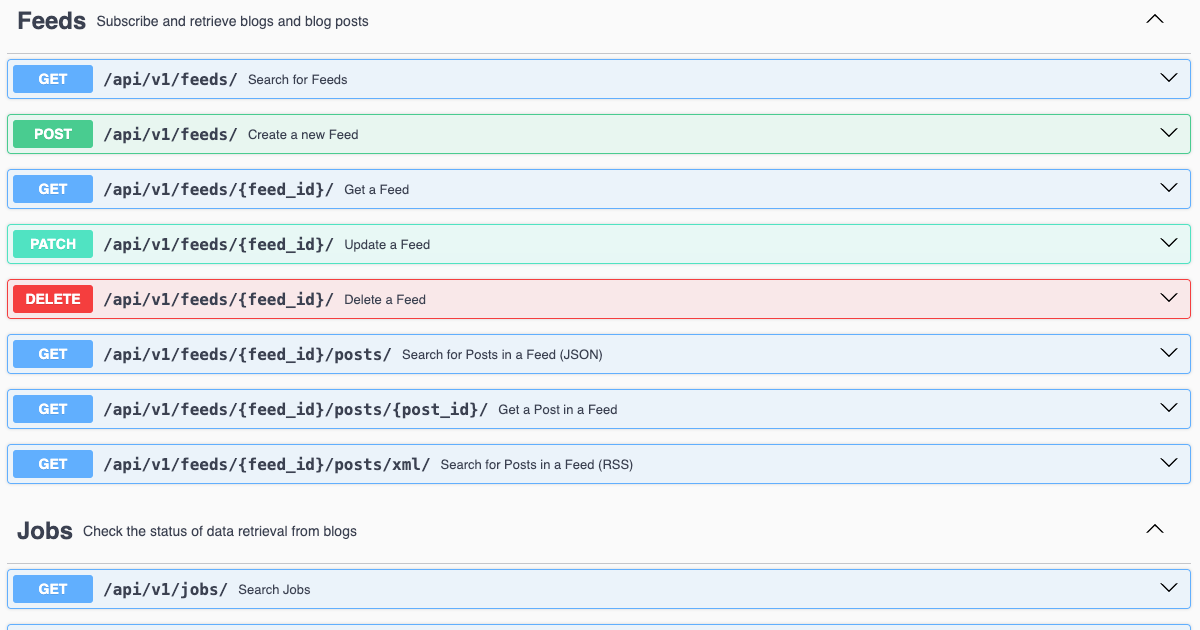 Feeds Subscribe and retrieve blogs and blog posts
GET /api/v1/feeds/ Search for Feeds
POST /api/v1/feeds/ Create a new Feed
GET /api/v1/feeds/{feed_id}/ Get a Feed
PATCH /api/v1/feeds/{feed_id}/ Update a Feed
DELETE /api/v1/feeds/{feed_id}/ Delete a Feed
GET /api/v1/feeds/{feed_id}/posts/ Search for Posts in a Feed (JSON)
GET /api/v1/feeds/{feed_id}/posts/{post_id}/ Get a Post in a Feed
GET /api/v1/feeds/{feed_id}/posts/xml/ Search for Posts in a Feed (RSS)
Jobs Check the status of data retrieval from blogs
GET /api/v1/jobs/ Search Jobs